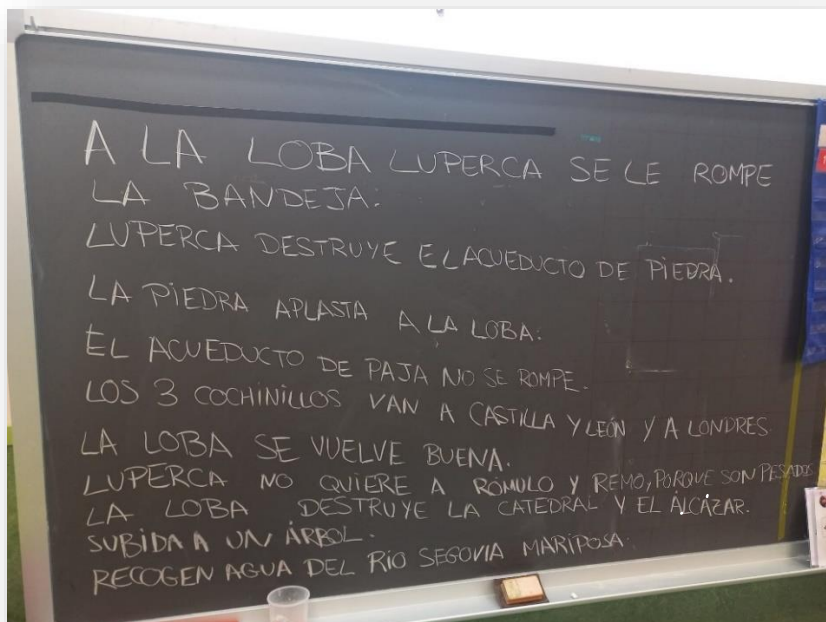 A LA LOBA LUPERCA SE LE ROMPE
LA BANDEJA.
LUPERCA DESTRUYE EL ACUEDUCTO DE PIEDRA.
LA PIEDRA APLASTA A LA LOBA.
EL ACUEDUCTO DE PAJA NO SE ROMPE.
LOS 3 COCHINILLOS VAN A CASTILLA Y LEÓN Y A LONDRES
LA LOBA SE VUELVE BUENA.
LUPERCA NO QUIERE A RÓMULO Y REMO, PORQUE SON PESADOS
LA LOBA DESTRUYE LA CATEDRAL Y EL ALCÁZAR.
SUBIDA A UN ÁRBOL.
RECOGEN AGUA DEL RÍO SEGOVIA MARIPOSA.